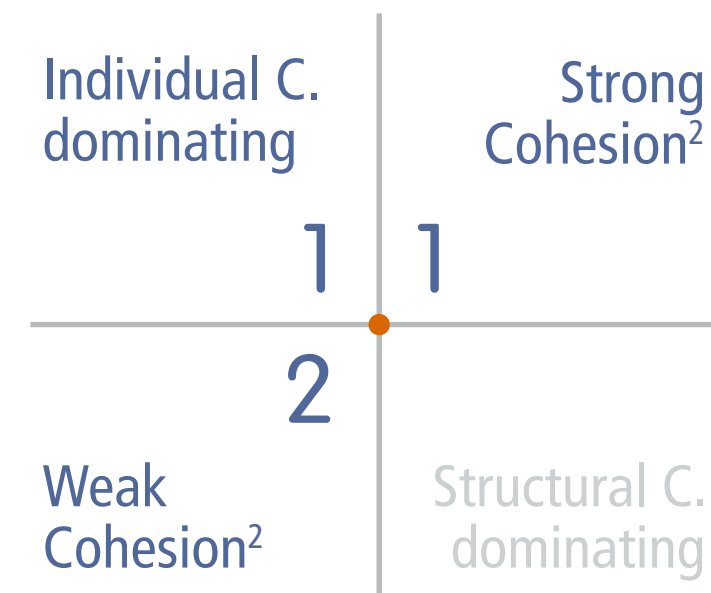 Individual C.
dominating
Strong
Cohesion²
1
1
2
Weak
Cohesion²
Structural C.
dominating